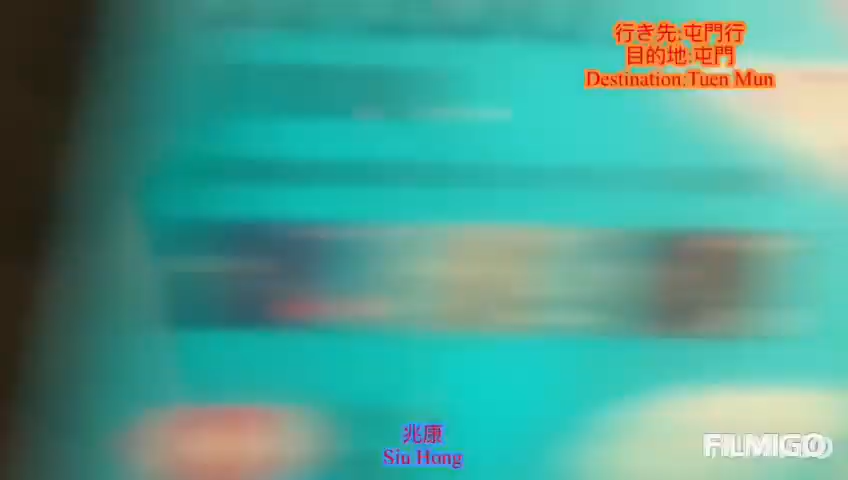 行き先:屯門行
目的地:屯門
Destination:Tuen Mun
兆康
Siu Hong
FILMIGO